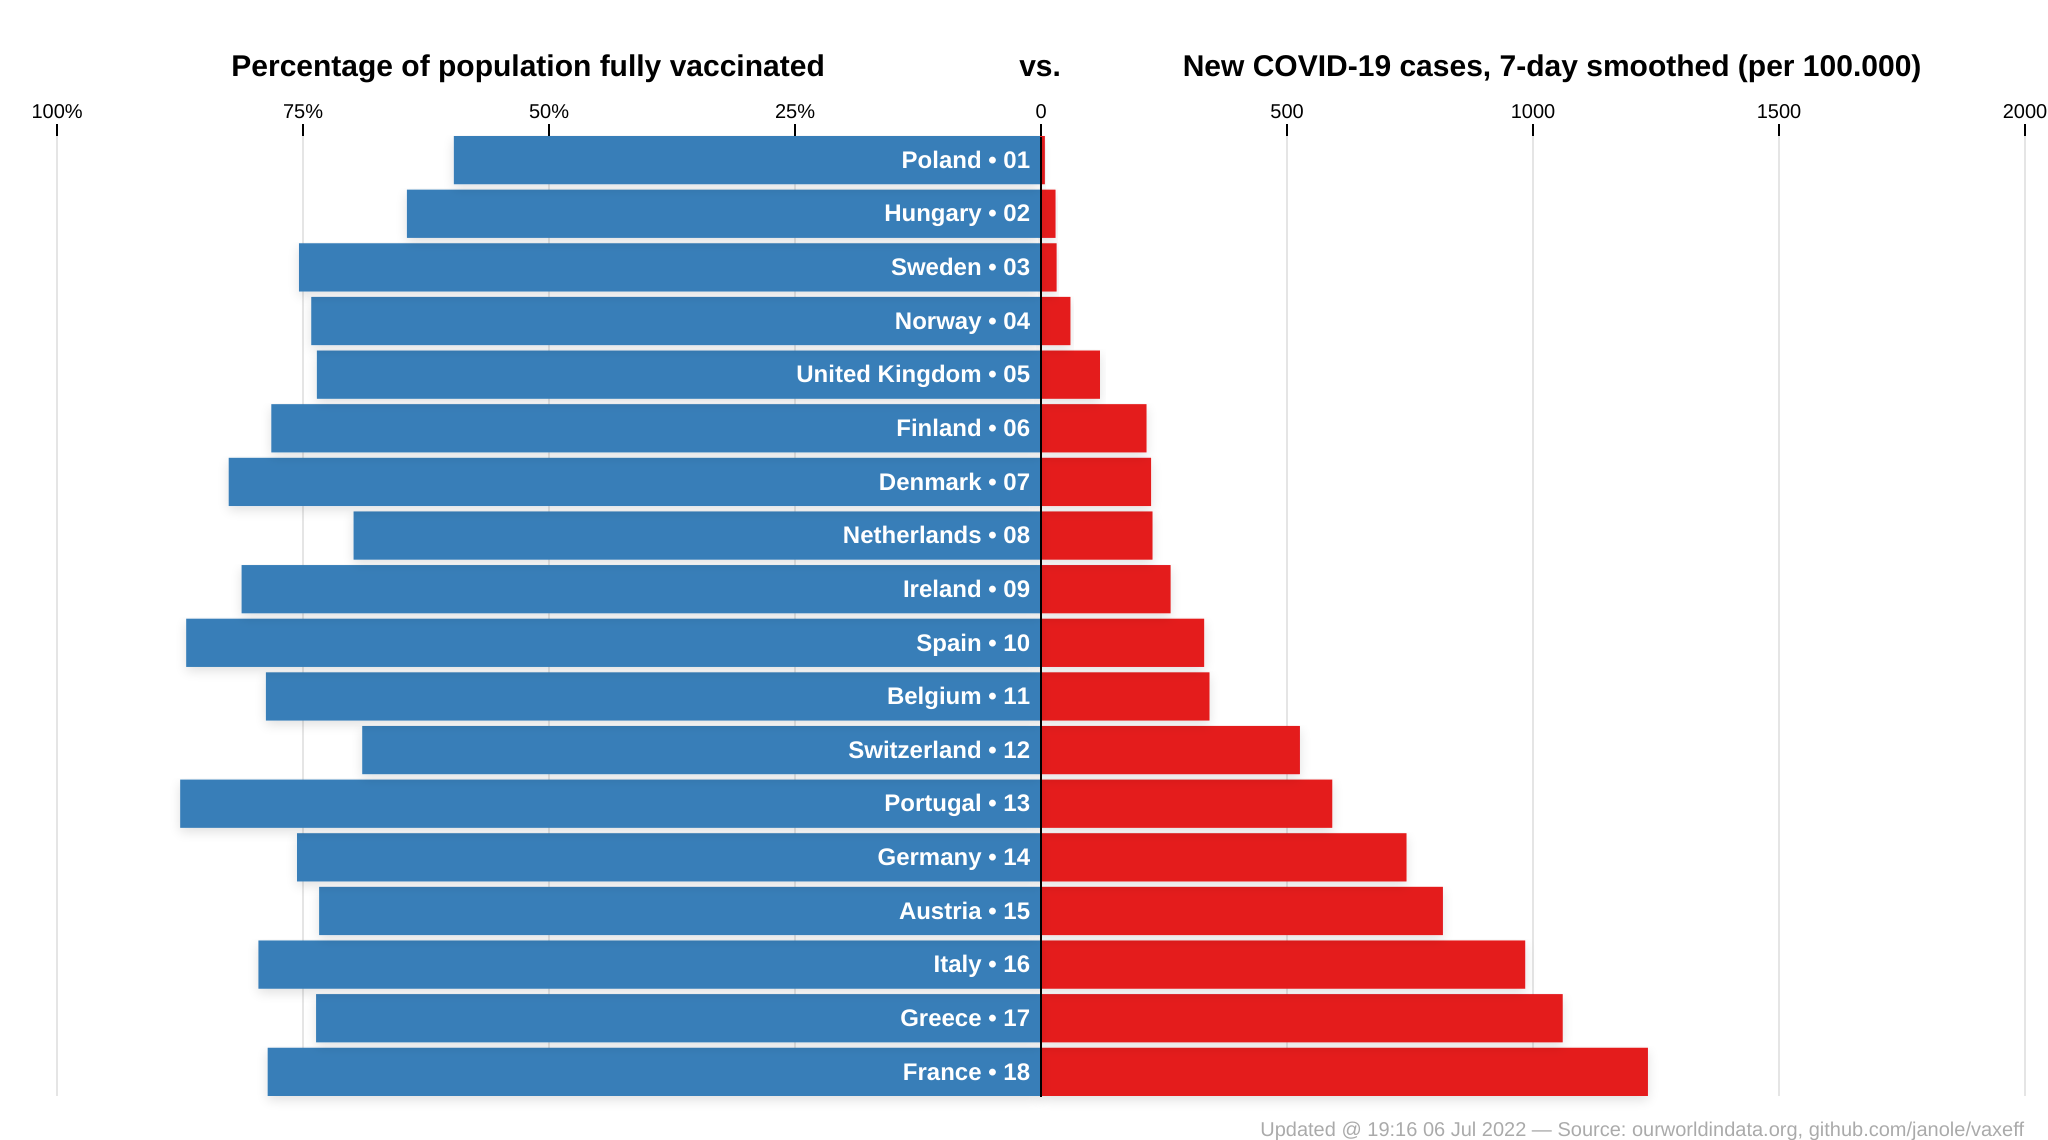 Percentage of population fully vaccinated vs. New COVID-19 cases, 7-day smoothed (per 100.000)
100% 75% 50% 25% 0 500 1000 1500 2000
Poland • 01
Hungary • 02
Sweden • 03
Norway • 04
United Kingdom • 05
Finland • 06
Denmark • 07
Netherlands • 08
Ireland • 09
Spain • 10
Belgium • 11
Switzerland • 12
Portugal • 13
Germany • 14
Austria • 15
Italy • 16
Greece • 17
France • 18
Updated @ 19:16 06 Jul 2022 — Source: ourworldindata.org, github.com/janole/vaxeff